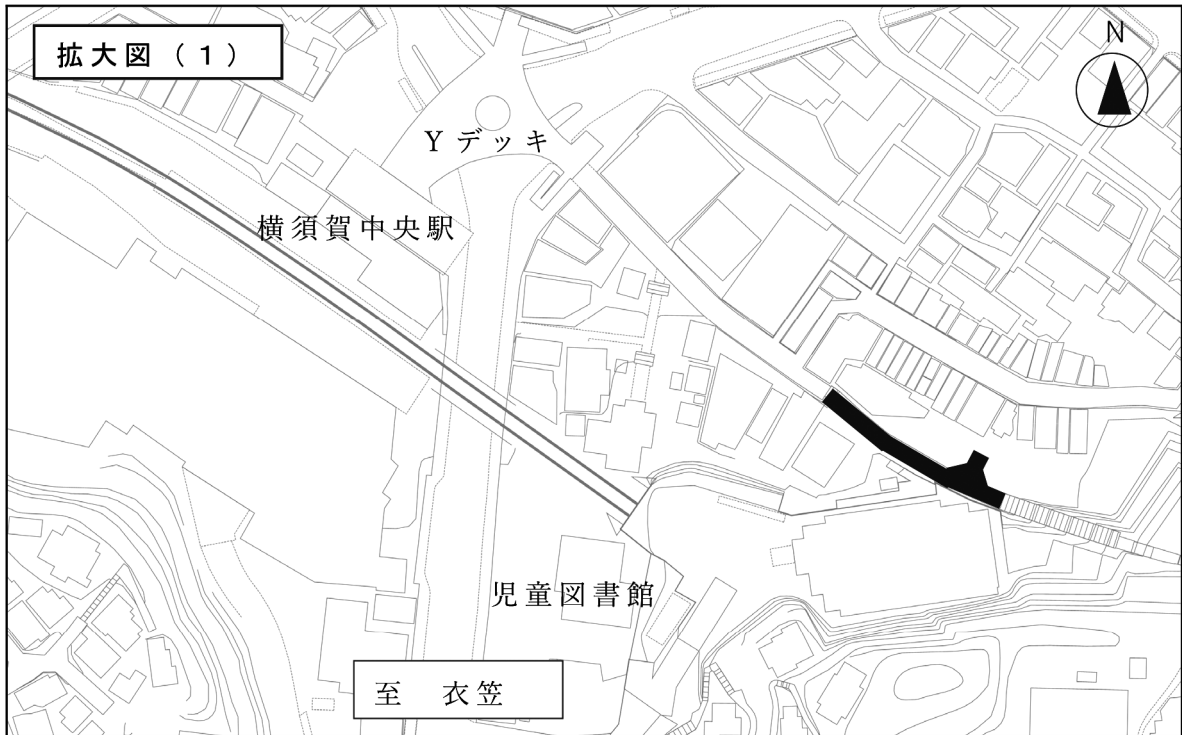 拡大図（１）
N
Yデッキ
横須賀中央駅
児童図書館
至　衣笠